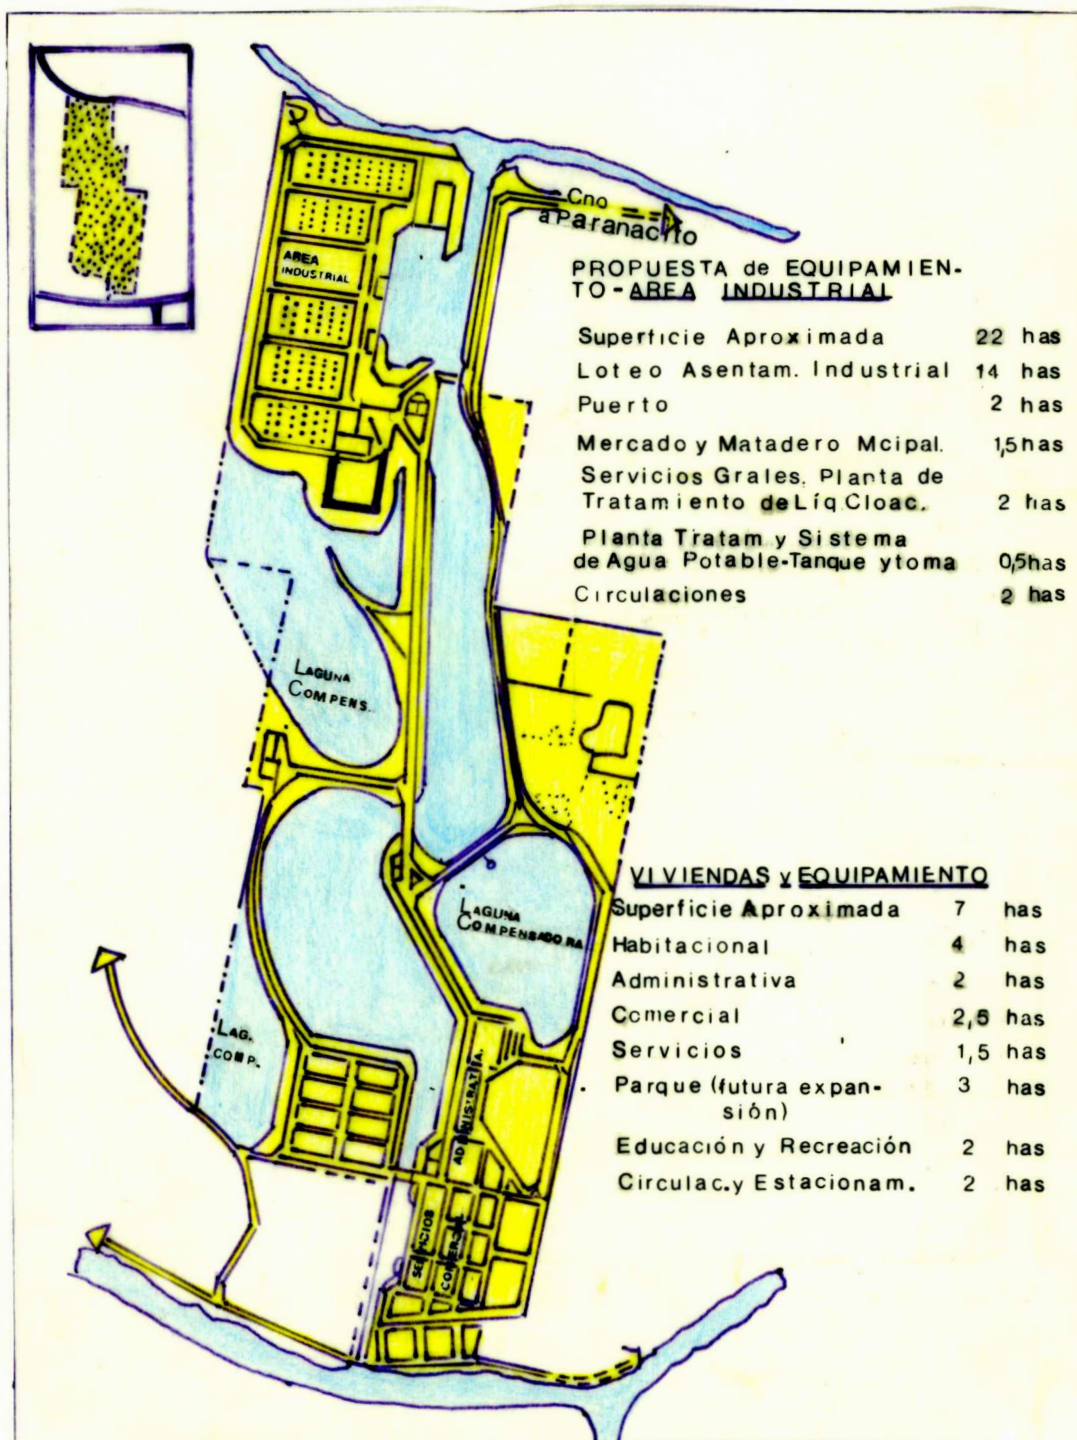 Cno
a Paranacito
AREA
INDUSTRIAL
PROPUESTA de EQUIPAMIEN-
TO-AREA INDUSTRIAL
Superficie Aproximada 22 has
Loteo Asentam. Industrial 14 has
Puerto 2 has
Mercado y Matadero Mcipal. 1,5 has
Servicios Grales. Planta de
Tratamiento de Líq.Cloac. 2 has
Planta Tratam y Sistema
de Agua Potable-Tanque y toma 0,5 has
Circulaciones 2 has
LAGUNA
COMPENS.
LAGUNA
COMPENSADORA
LAG.
COMP.
VIVIENDAS y EQUIPAMIENTO
Superficie Aproximada 7 has
Habitacional 4 has
Administrativa 2 has
Comercial 2,5 has
Servicios 1,5 has
Parque (futura expan- 3 has
sión)
Educación y Recreación 2 has
Circulac.y Estacionam. 2 has
ADMINISTRATIVA.
SERVICIOS
COMERCIAL